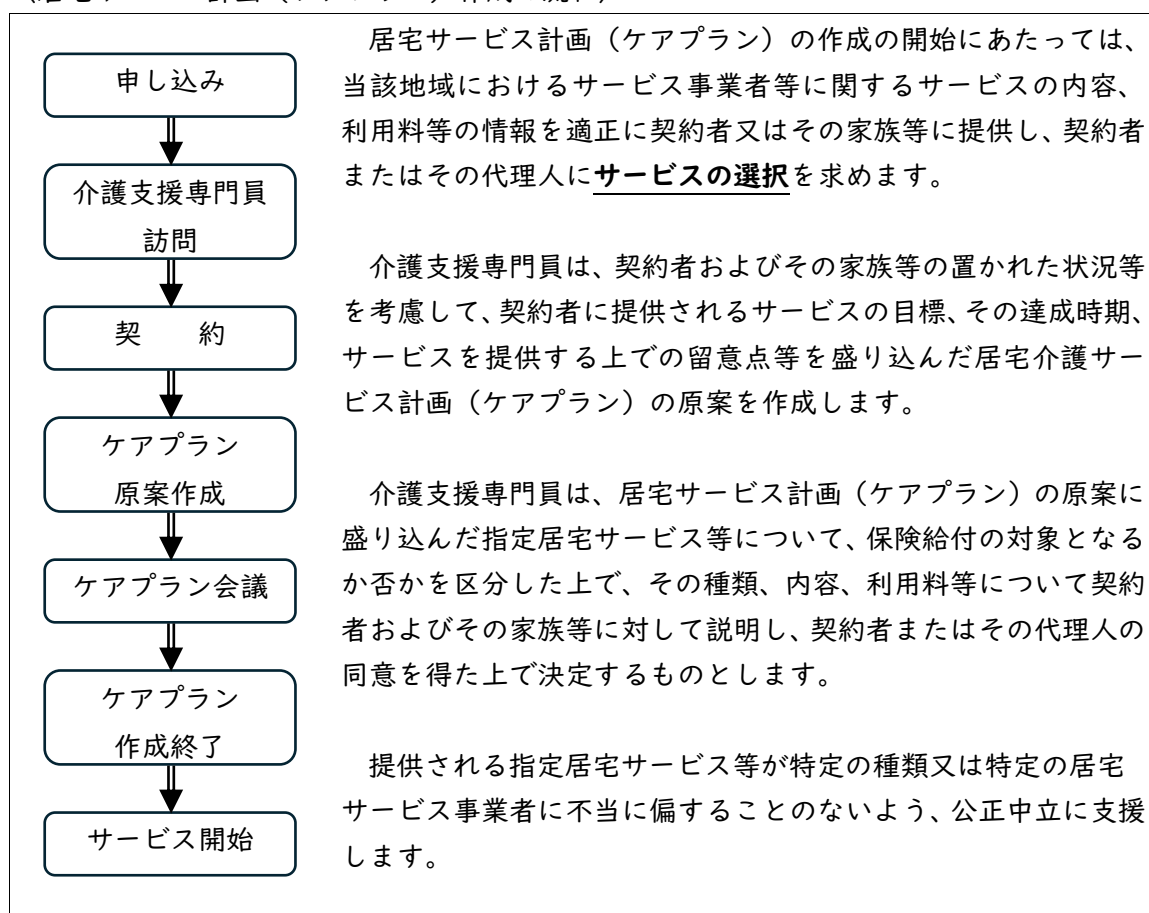 申し込み
介護支援専門員
訪問
契　　約
ケアプラン
原案作成
ケアプラン会議
ケアプラン
作成終了
サービス開始
居宅サービス計画（ケアプラン）の作成の開始にあたっては、
当該地域におけるサービス事業者等に関するサービスの内容、
利用料等の情報を適正に契約者又はその家族等に提供し、契約者
またはその代理人にサービスの選択を求めます。
介護支援専門員は、契約者およびその家族等の置かれた状況等
を考慮して、契約者に提供されるサービスの目標、その達成時期、
サービスを提供する上での留意点等を盛り込んだ居宅介護サー
ビス計画（ケアプラン）の原案を作成します。
介護支援専門員は、居宅サービス計画（ケアプラン）の原案に
盛り込んだ指定居宅サービス等について、保険給付の対象となる
か否かを区分した上で、その種類、内容、利用料等について契約
者およびその家族等に対して説明し、契約者またはその代理人の
同意を得た上で決定するものとします。
提供される指定居宅サービス等が特定の種類又は特定の居宅
サービス事業者に不当に偏することのないよう、公正中立に支援
します。